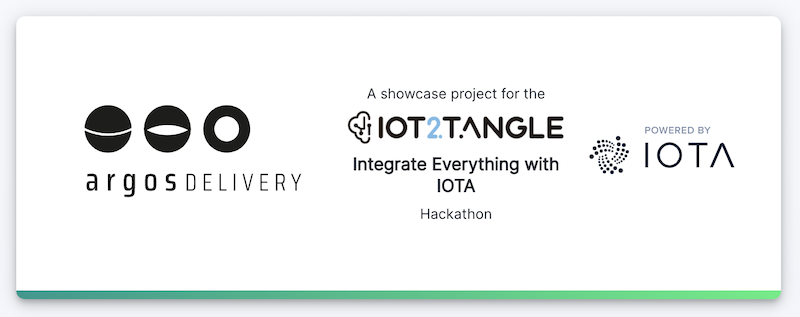 argos DELIVERY
A showcase project for the
IOT2TANGLE
Integrate Everything with
IOTA
Hackathon
POWERED BY
IOTA